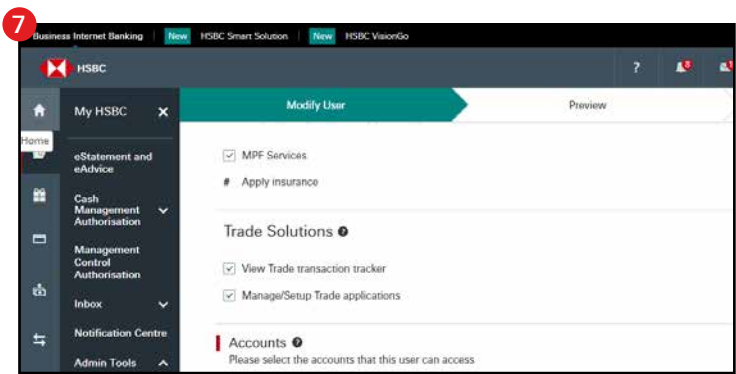 7
Business Internet Banking New HSBC Smart Solution New HSBC VisionGo
HSBC ? 3
My HSBC X Modify User Preview
Home
eStatement and
eAdvice
Cash
Management
Authorisation
Management
Control
Authorisation
Inbox
Notification Centre
Admin Tools
MPF Services
# Apply insurance
Trade Solutions ?
View Trade transaction tracker
Manage/Setup Trade applications
Accounts ?
Please select the accounts that this user can access